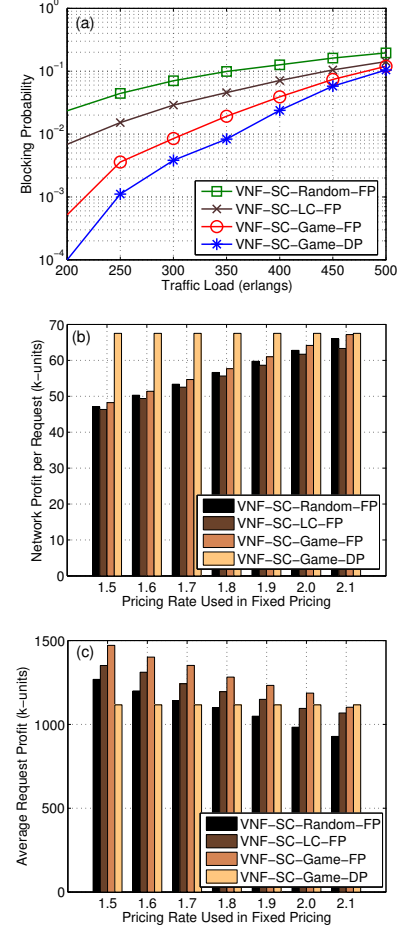 (a)
Blocking Probability
10^0
10^-1
10^-2
10^-3
10^-4
VNF−SC−Random−FP
VNF−SC−LC−FP
VNF−SC−Game−FP
VNF−SC−Game−DP
200 250 300 350 400 450 500
Traffic Load (erlangs)
(b)
Network Profit per Request (k−units)
70
60
50
40
30
20
10
0
VNF−SC−Random−FP
VNF−SC−LC−FP
VNF−SC−Game−FP
VNF−SC−Game−DP
1.5 1.6 1.7 1.8 1.9 2.0 2.1
Pricing Rate Used in Fixed Pricing
(c)
Average Request Profit (k−units)
1500
1000
500
0
VNF−SC−Random−FP
VNF−SC−LC−FP
VNF−SC−Game−FP
VNF−SC−Game−DP
1.5 1.6 1.7 1.8 1.9 2.0 2.1
Pricing Rate Used in Fixed Pricing